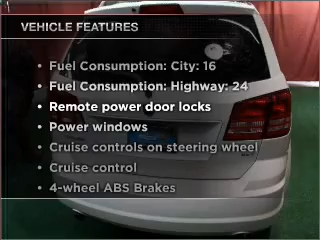 VEHICLE FEATURES
• Fuel Consumption: City: 16
• Fuel Consumption: Highway: 24
• Remote power door locks
• Power windows
• Cruise controls on steering wheel
• Cruise control
• 4-wheel ABS Brakes